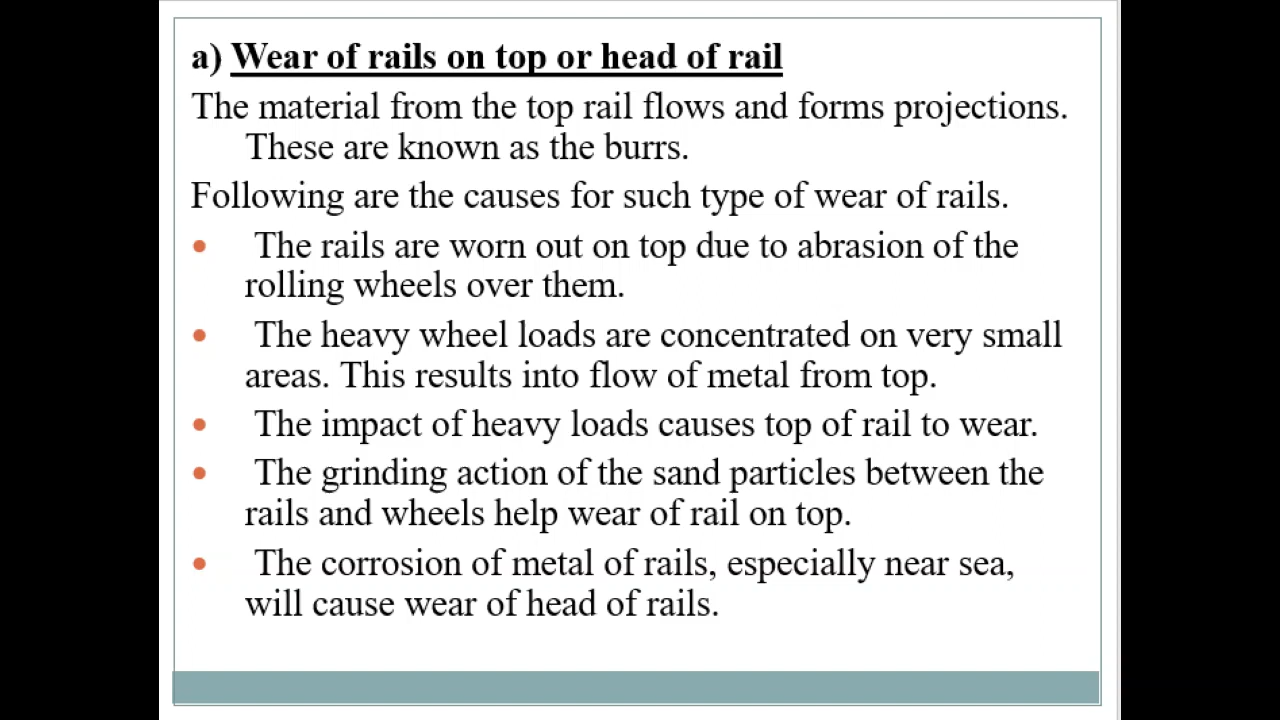 a) Wear of rails on top or head of rail
The material from the top rail flows and forms projections.
These are known as the burrs.
Following are the causes for such type of wear of rails.
• The rails are worn out on top due to abrasion of the
rolling wheels over them.
• The heavy wheel loads are concentrated on very small
areas. This results into flow of metal from top.
• The impact of heavy loads causes top of rail to wear.
• The grinding action of the sand particles between the
rails and wheels help wear of rail on top.
• The corrosion of metal of rails, especially near sea,
will cause wear of head of rails.